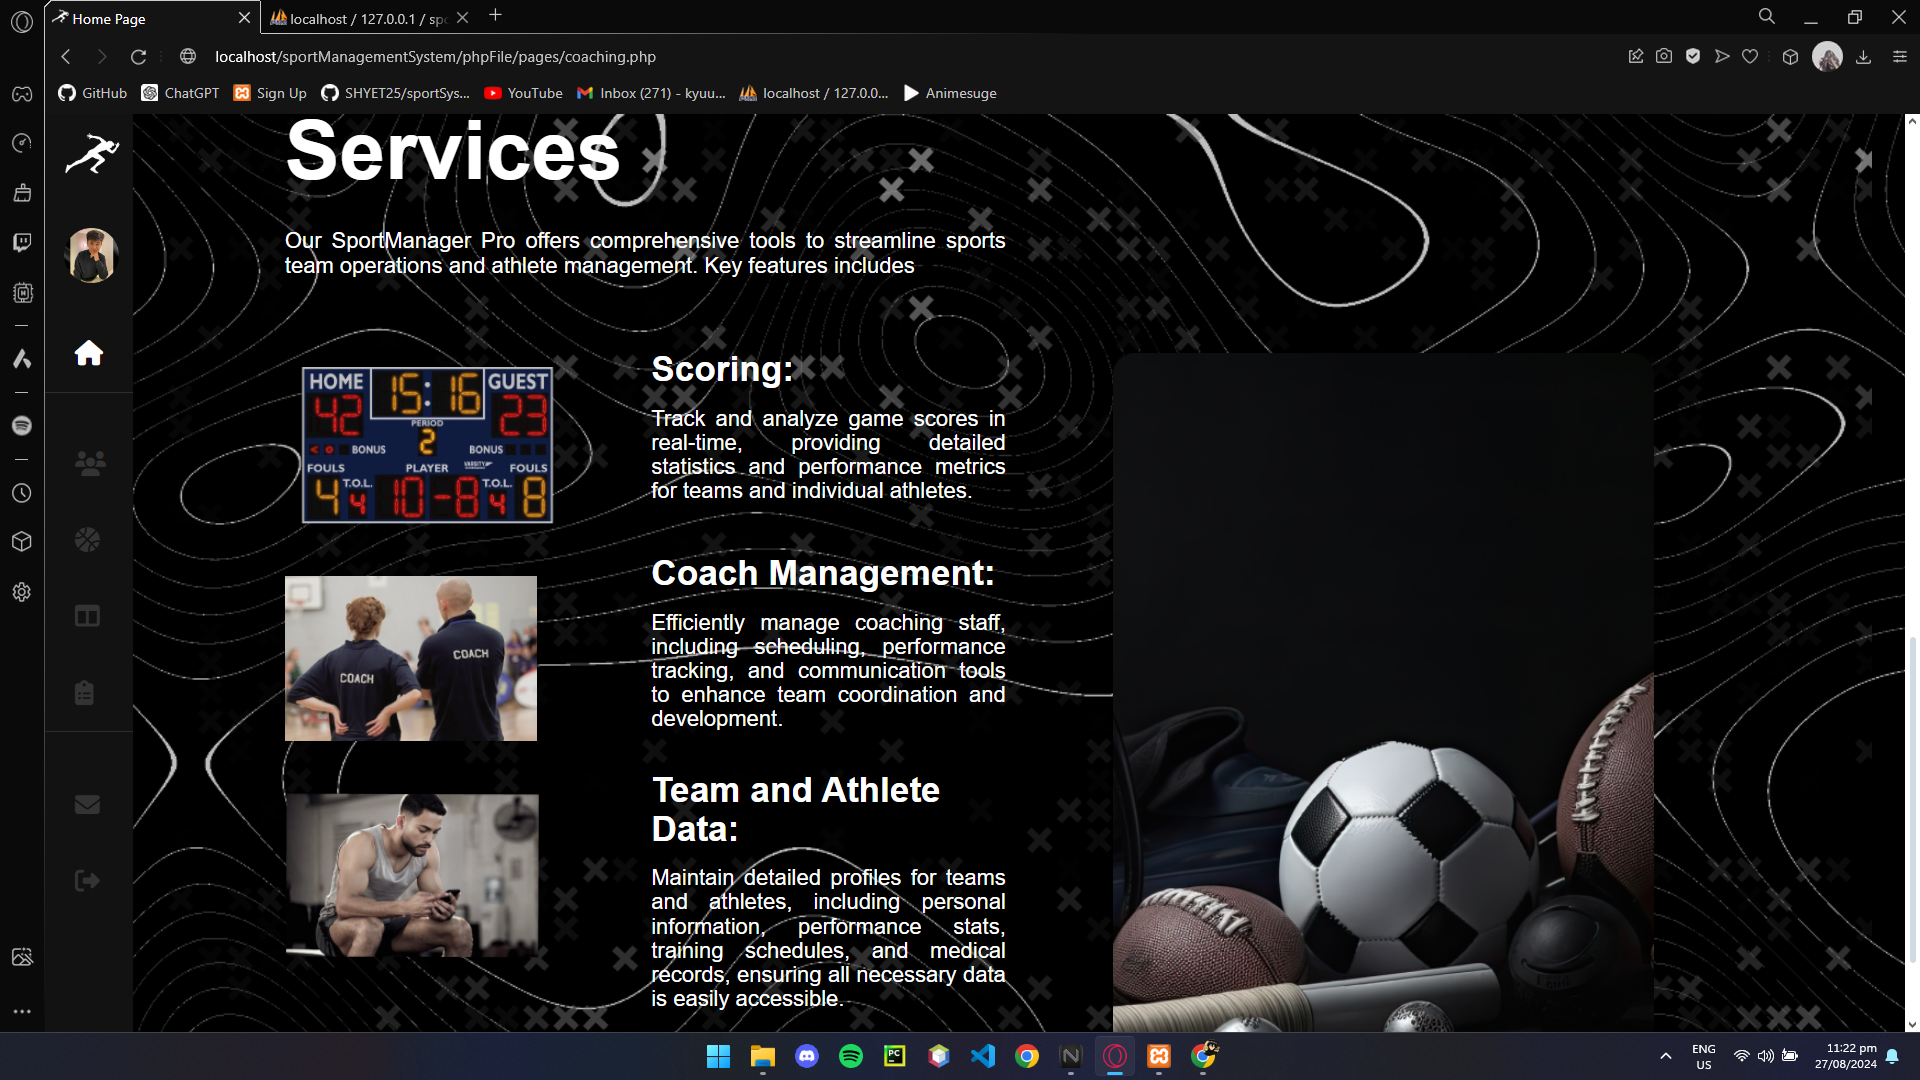 Home Page
localhost / 127.0.0.1 / sp
localhost/sportManagementSystem/phpFile/pages/coaching.php
GitHub
ChatGPT
Sign Up
SHYET25/sportSys...
YouTube
Inbox (271) - kyuu...
localhost / 127.0.0...
Animesuge
Services
Our SportManager Pro offers comprehensive tools to streamline sports
team operations and athlete management. Key features includes
HOME
15:16
GUEST
42
23
PERIOD
2
BONUS
BONUS
FOULS
PLAYER
VARSITY
FOULS
4
T.O.L.
4
10-8
T.O.L.
4
8
Scoring:
Track and analyze game scores in
real-time, providing detailed
statistics and performance metrics
for teams and individual athletes.
COACH
COACH
Coach Management:
Efficiently manage coaching staff,
including scheduling, performance
tracking, and communication tools
to enhance team coordination and
development.
Team and Athlete
Data:
Maintain detailed profiles for teams
and athletes, including personal
information, performance stats,
training schedules, and medical
records, ensuring all necessary data
is easily accessible.
PC
ENG
US
11:22 pm
27/08/2024